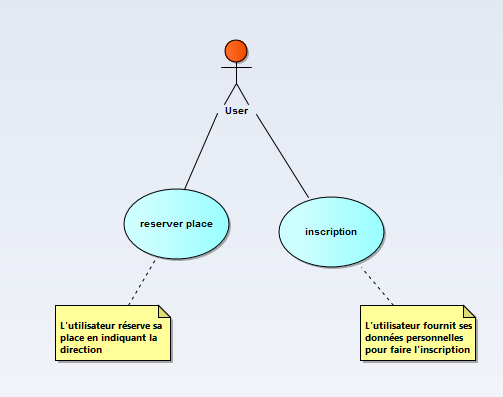 User
reserver place
inscription
L'utilisateur réserve sa
place en indiquant la
direction
L'utilisateur fournit ses
données personnelles
pour faire l'inscription